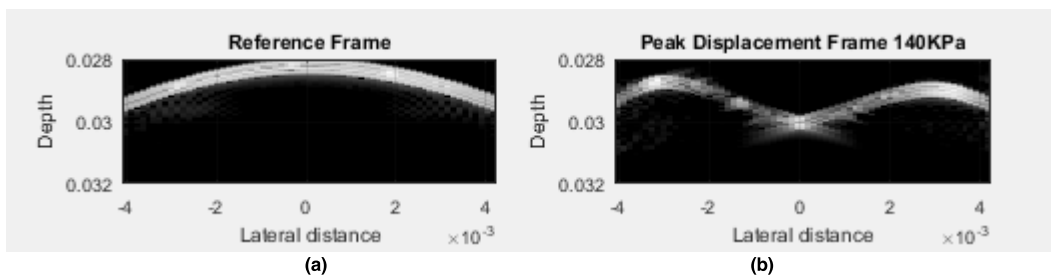 Reference Frame
0.028
0.03
0.032
Depth
-4 -2 0 2 4
Lateral distance ×10-3
(a)
Peak Displacement Frame 140KPa
0.028
0.03
0.032
Depth
-4 -2 0 2 4
Lateral distance ×10-3
(b)